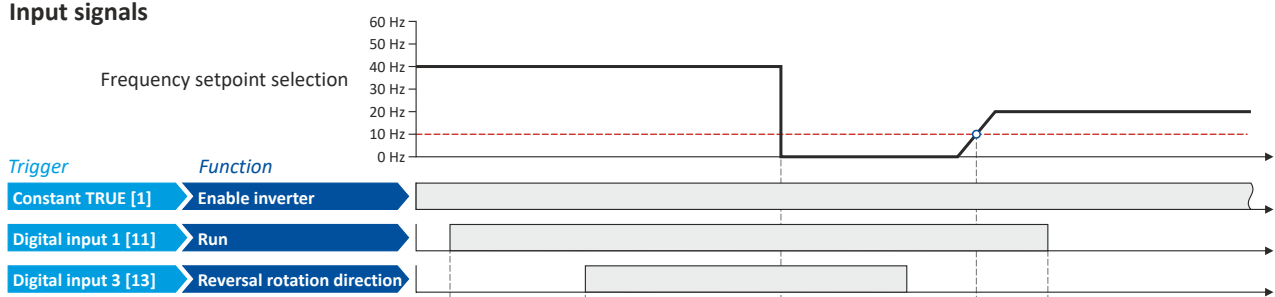 Input signals
60 Hz
50 Hz
Frequency setpoint selection
40 Hz
30 Hz
20 Hz
10 Hz
0 Hz
Trigger Function
Constant TRUE [1] Enable inverter
Digital input 1 [11] Run
Digital input 3 [13] Reversal rotation direction